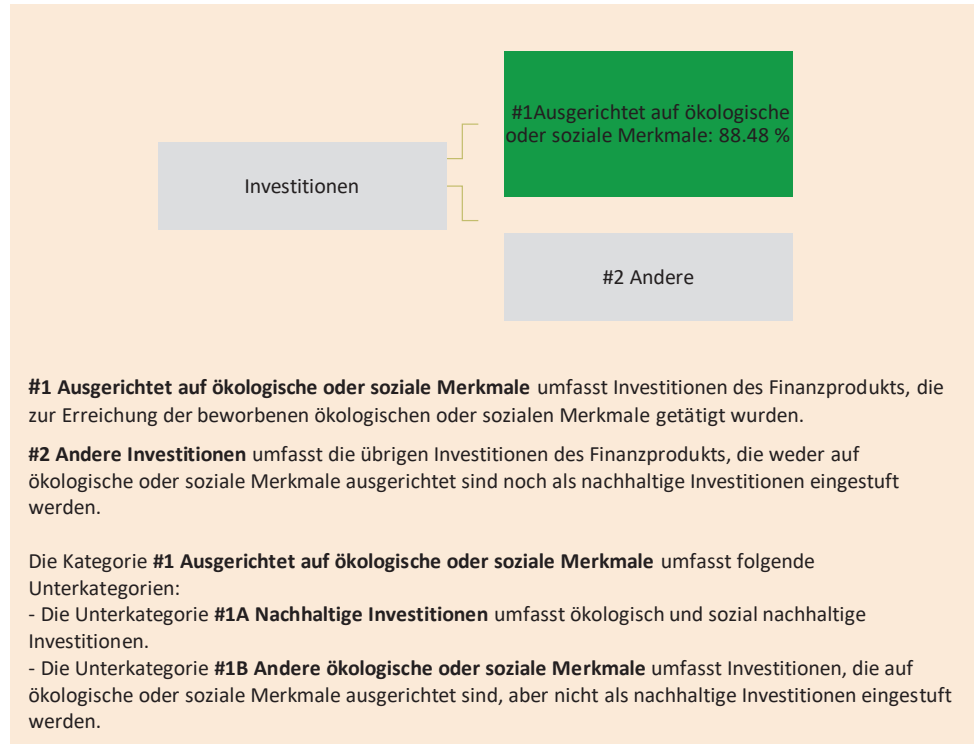 #1Ausgerichtet auf ökologische
oder soziale Merkmale: 88.48 %
Investitionen
#2 Andere
#1 Ausgerichtet auf ökologische oder soziale Merkmale umfasst Investitionen des Finanzprodukts, die
zur Erreichung der beworbenen ökologischen oder sozialen Merkmale getätigt wurden.
#2 Andere Investitionen umfasst die übrigen Investitionen des Finanzprodukts, die weder auf
ökologische oder soziale Merkmale ausgerichtet sind noch als nachhaltige Investitionen eingestuft
werden.
Die Kategorie #1 Ausgerichtet auf ökologische oder soziale Merkmale umfasst folgende
Unterkategorien:
- Die Unterkategorie #1A Nachhaltige Investitionen umfasst ökologisch und sozial nachhaltige
Investitionen.
- Die Unterkategorie #1B Andere ökologische oder soziale Merkmale umfasst Investitionen, die auf
ökologische oder soziale Merkmale ausgerichtet sind, aber nicht als nachhaltige Investitionen eingestuft
werden.